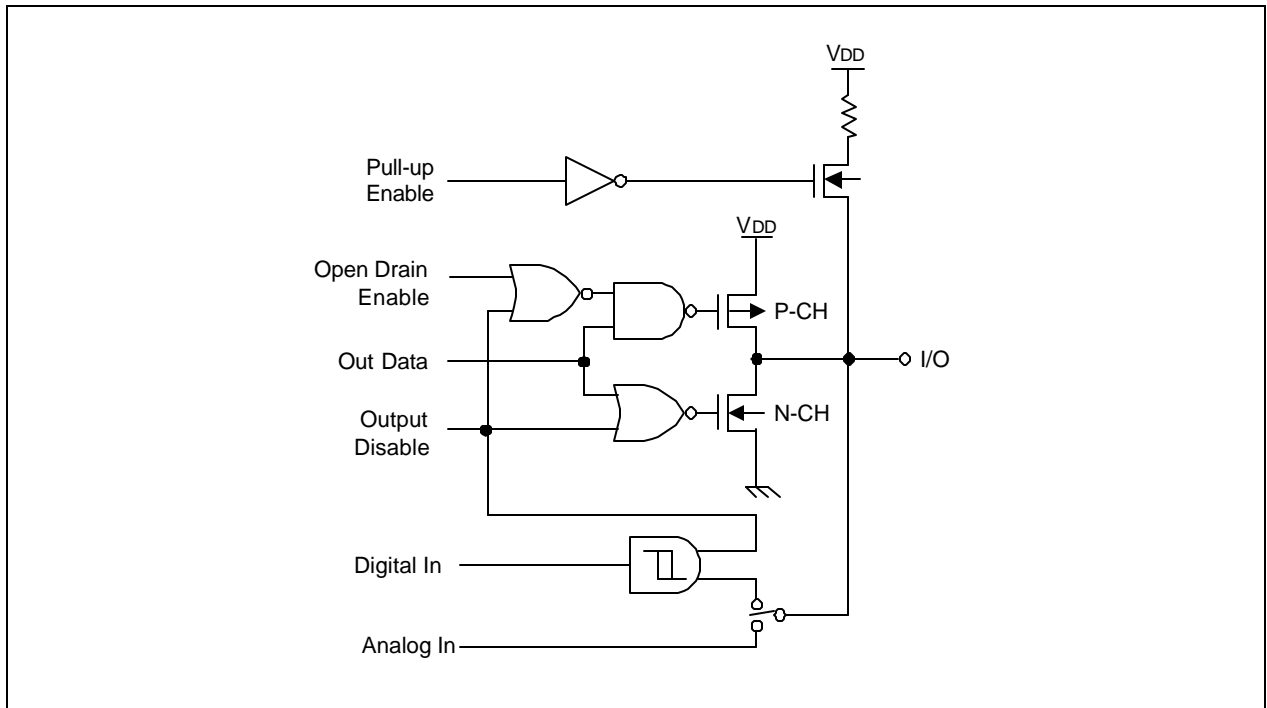 VDD
Pull-up
Enable
VDD
Open Drain
Enable
P-CH
Out Data
I/O
Output
Disable
N-CH
Digital In
Analog In